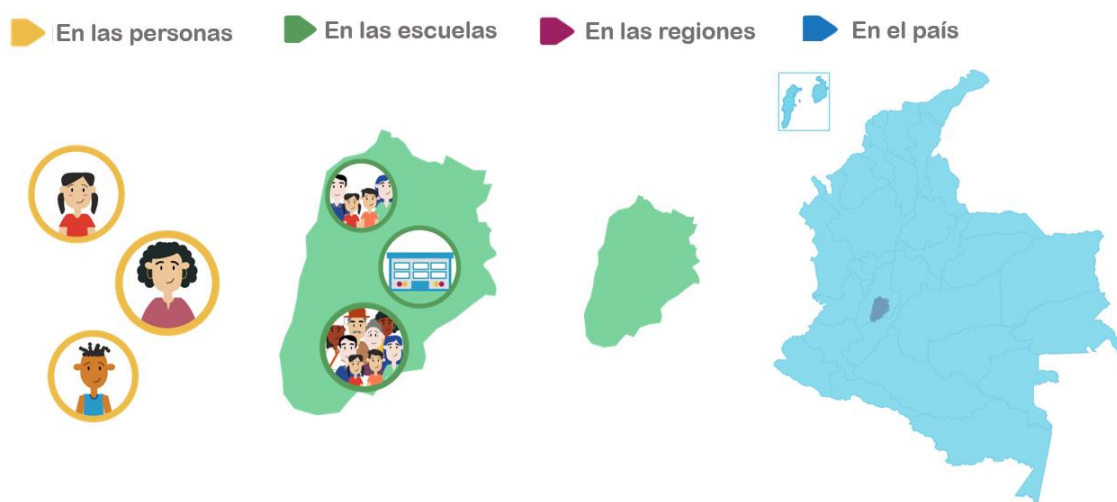 En las personas
En las escuelas
En las regiones
En el país